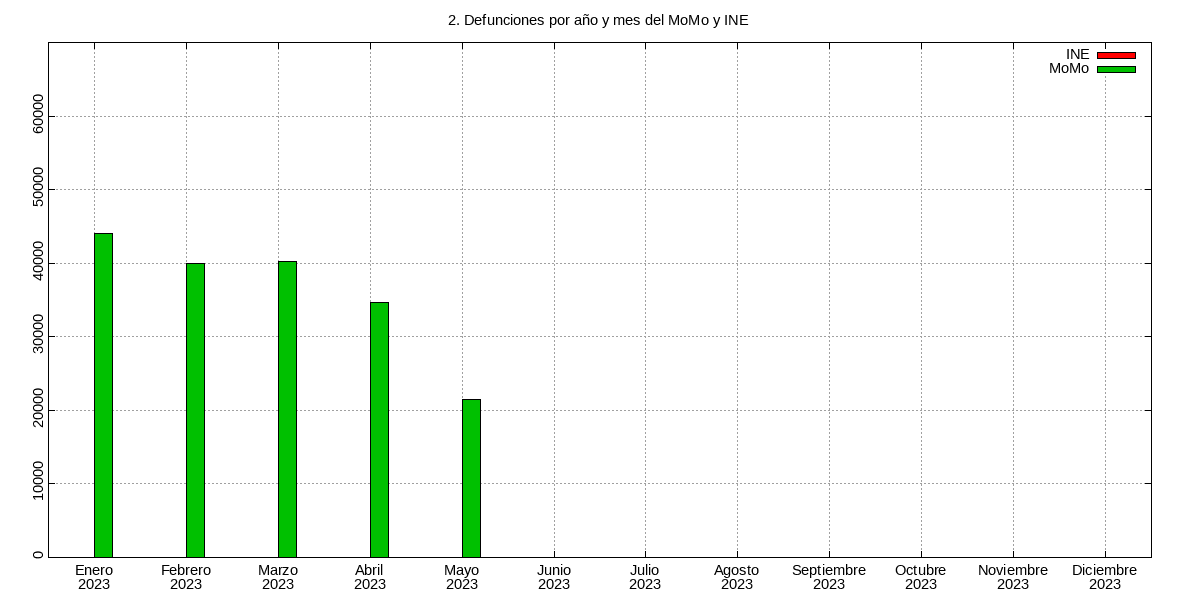 2. Defunciones por año y mes del MoMo y INE
INE
MoMo
60000
50000
40000
30000
20000
10000
0
Enero Febrero Marzo Abril Mayo Junio Julio Agosto Septiembre Octubre Noviembre Diciembre
2023 2023 2023 2023 2023 2023 2023 2023 2023 2023 2023 2023